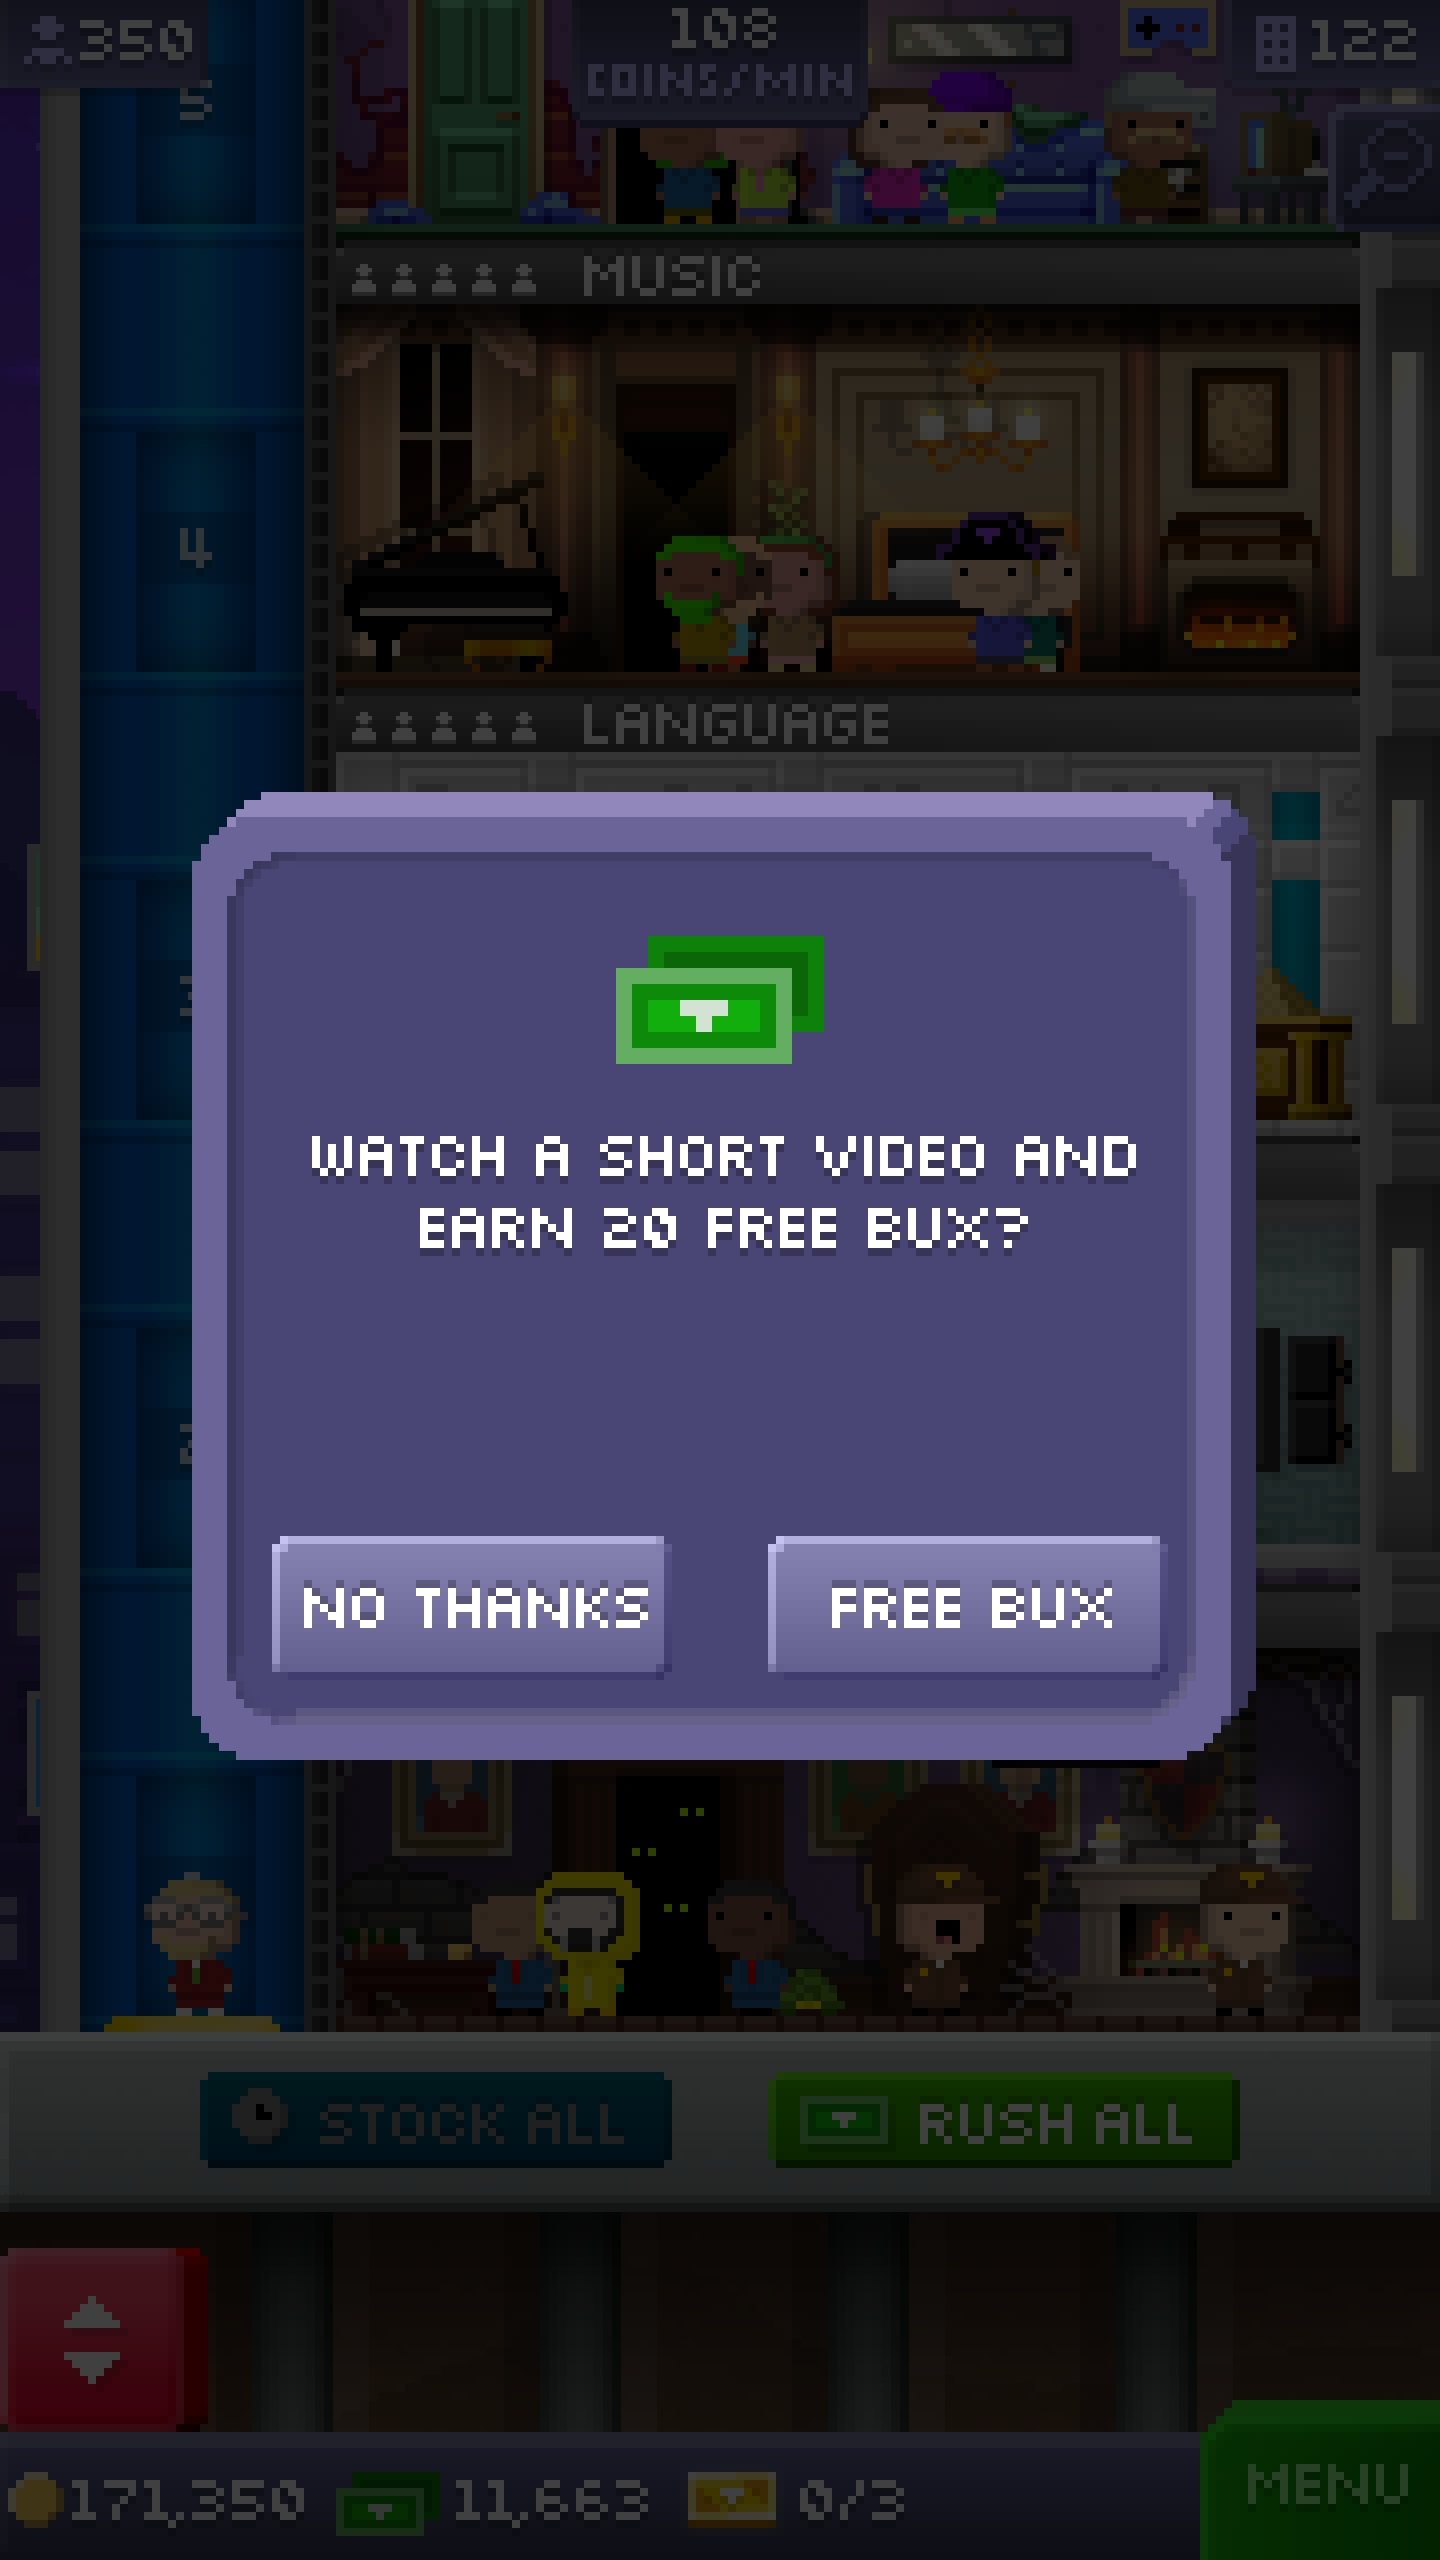 350
108
COINS/MIN
122
5
MUSIC
4
LANGUAGE
WATCH A SHORT VIDEO AND
EARN 20 FREE BUX?
NO THANKS
FREE BUX
STOCK ALL
RUSH ALL
171,350
11,663
0/3
MENU